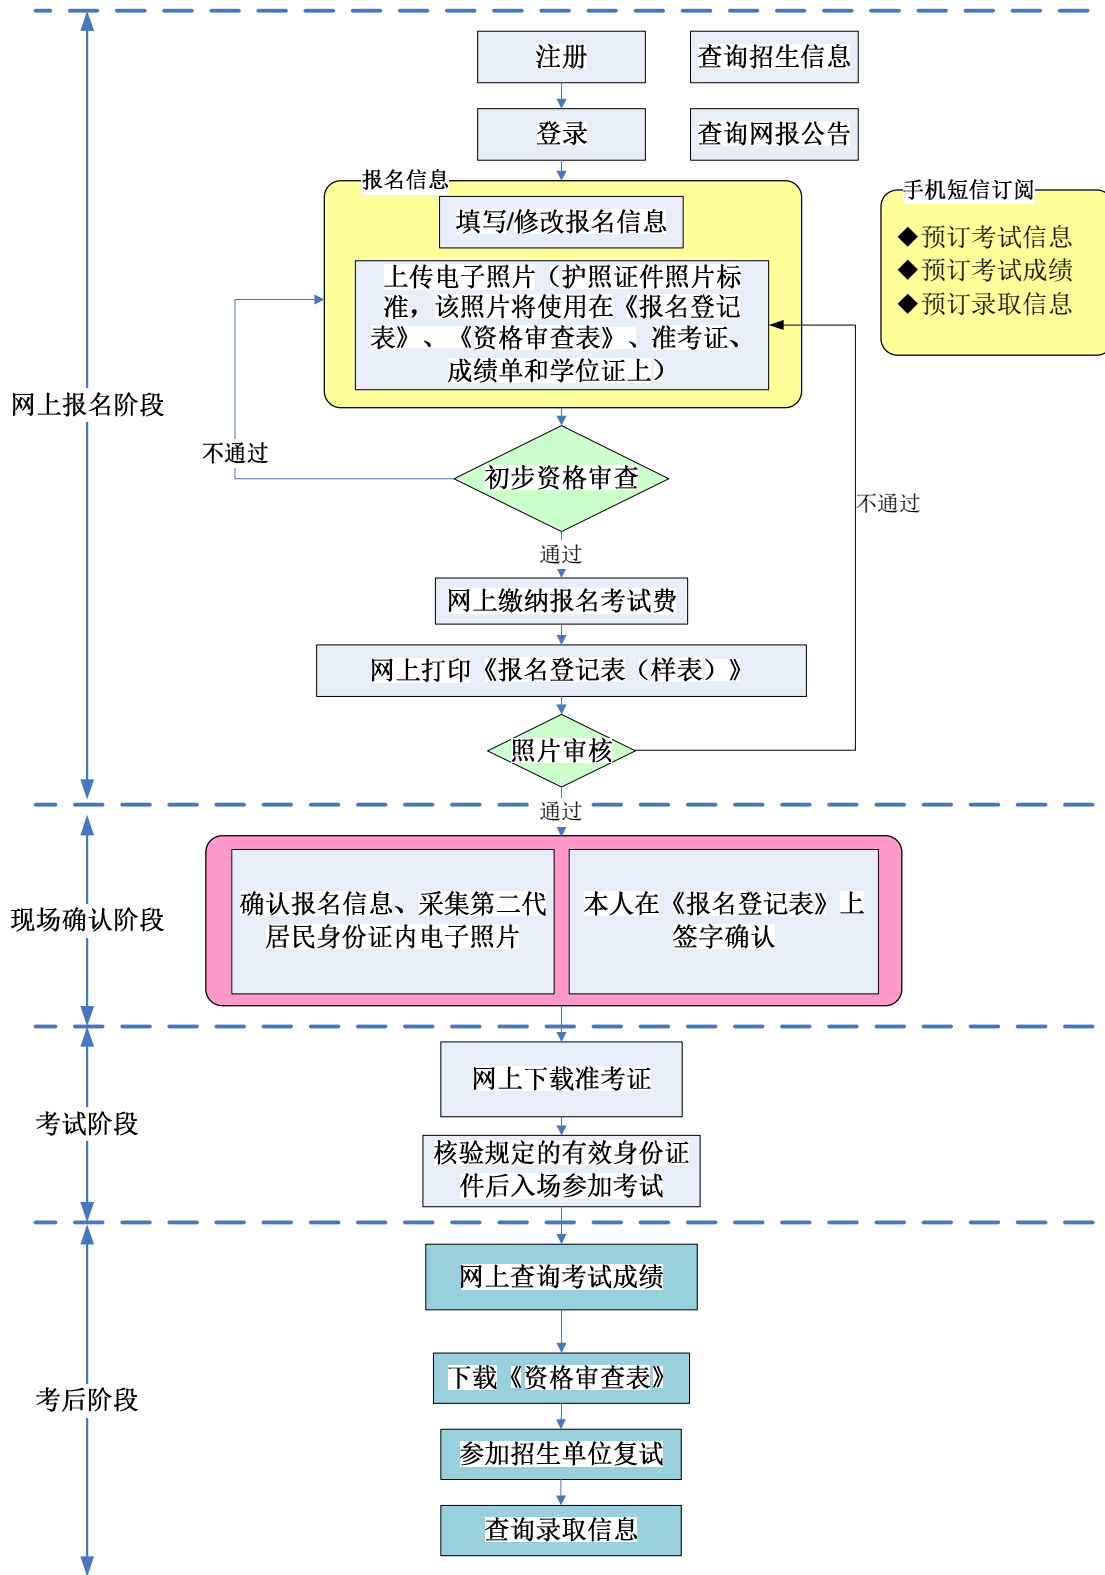 注册
查询招生信息
登录
查询网报公告
报名信息
填写/修改报名信息
上传电子照片（护照证件照片标
准，该照片将使用在《报名登记
表》、《资格审查表》、准考证、
成绩单和学位证上）
手机短信订阅
◆预订考试信息
◆预订考试成绩
◆预订录取信息
网上报名阶段
不通过
初步资格审查
不通过
通过
网上缴纳报名考试费
网上打印《报名登记表（样表）》
照片审核
通过
现场确认阶段
确认报名信息、采集第二代
居民身份证内电子照片
本人在《报名登记表》上
签字确认
考试阶段
网上下载准考证
核验规定的有效身份证
件后入场参加考试
考后阶段
网上查询考试成绩
下载《资格审查表》
参加招生单位复试
查询录取信息